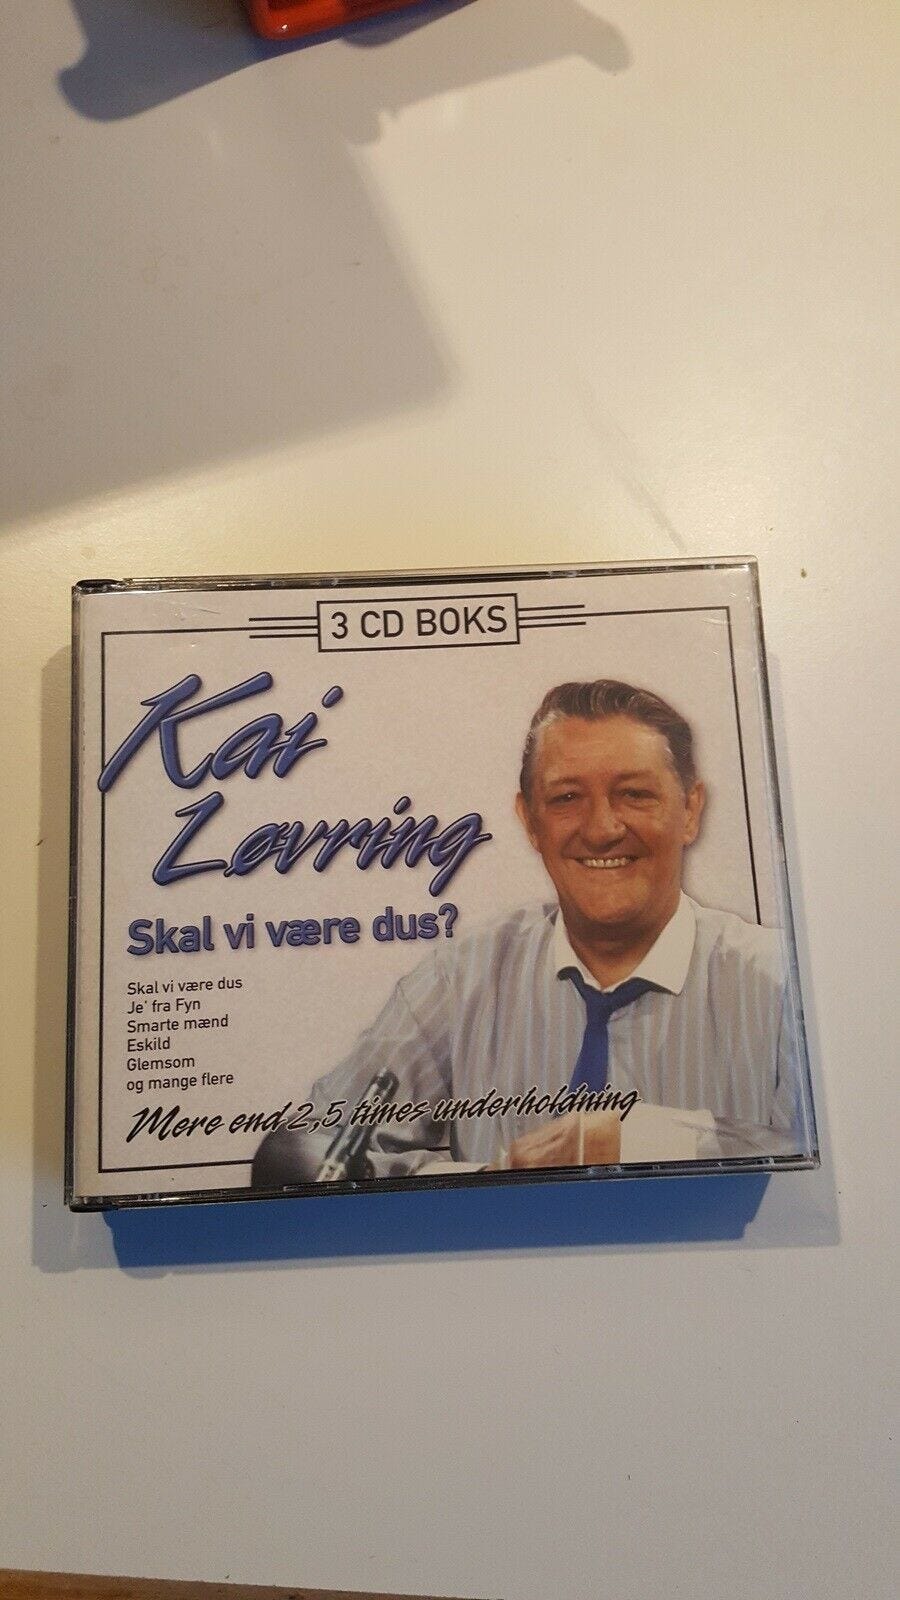 3 CD BOKS
Kai
Løvring
Skal vi være dus?
Skal vi være dus
Je' fra Fyn
Smarte mænd
Eskild
Glemsom
og mange flere
Mere end 2,5 times underholdning